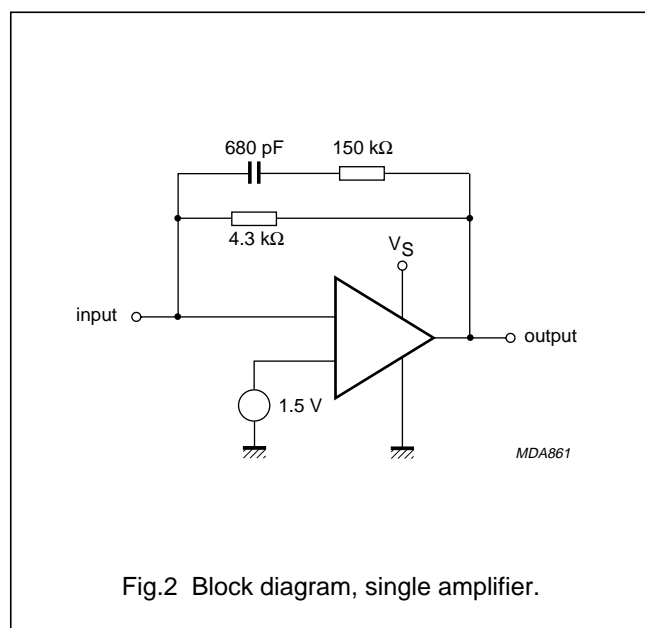 680 pF 150 kΩ
4.3 kΩ
VS
input
output
1.5 V
MDA861
Fig.2 Block diagram, single amplifier.